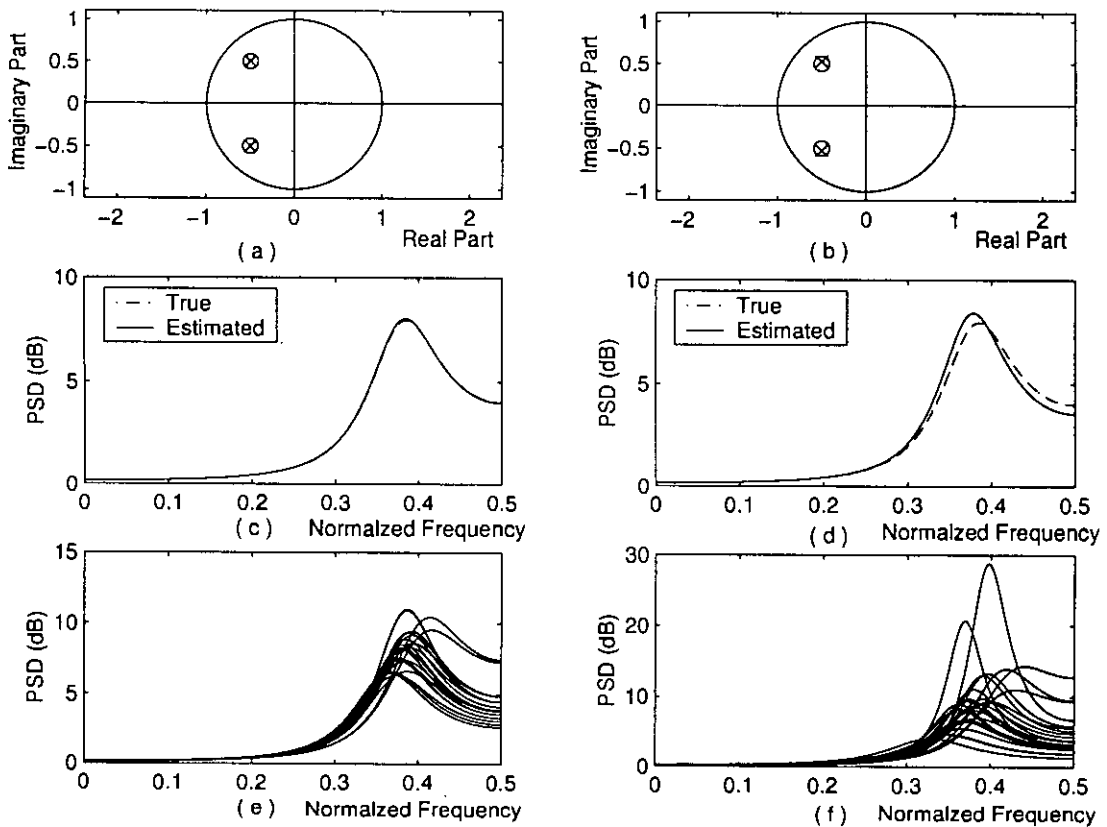 1
0.5
0
−0.5
−1
Imaginary Part
−2 −1 0 1 2
Real Part
( a )
1
0.5
0
−0.5
−1
Imaginary Part
−2 −1 0 1 2
Real Part
( b )
10
5
0
PSD (dB)
True
Estimated
0 0.1 0.2 0.3 0.4 0.5
( c )
Normalzed Frequency
10
5
0
PSD (dB)
True
Estimated
0 0.1 0.2 0.3 0.4 0.5
( d )
Normalzed Frequency
15
10
5
0
PSD (dB)
0 0.1 0.2 0.3 0.4 0.5
( e )
Normalzed Frequency
30
20
10
0
PSD (dB)
0 0.1 0.2 0.3 0.4 0.5
( f )
Normalzed Frequency